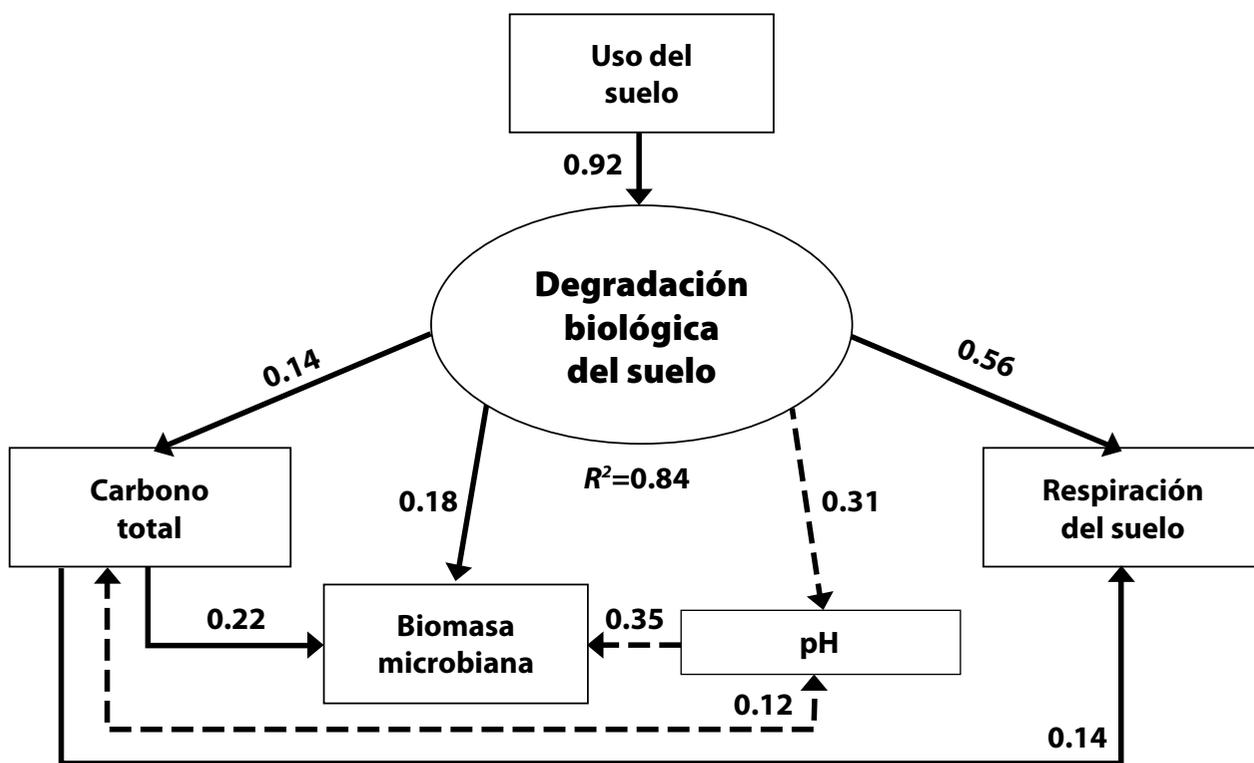 Uso del
suelo
0.92
Degradación
biológica
del suelo
0.14
0.56
R²=0.84
Carbono
total
0.18
0.31
Respiración
del suelo
0.22
Biomasa
microbiana
0.35
pH
0.12
0.14